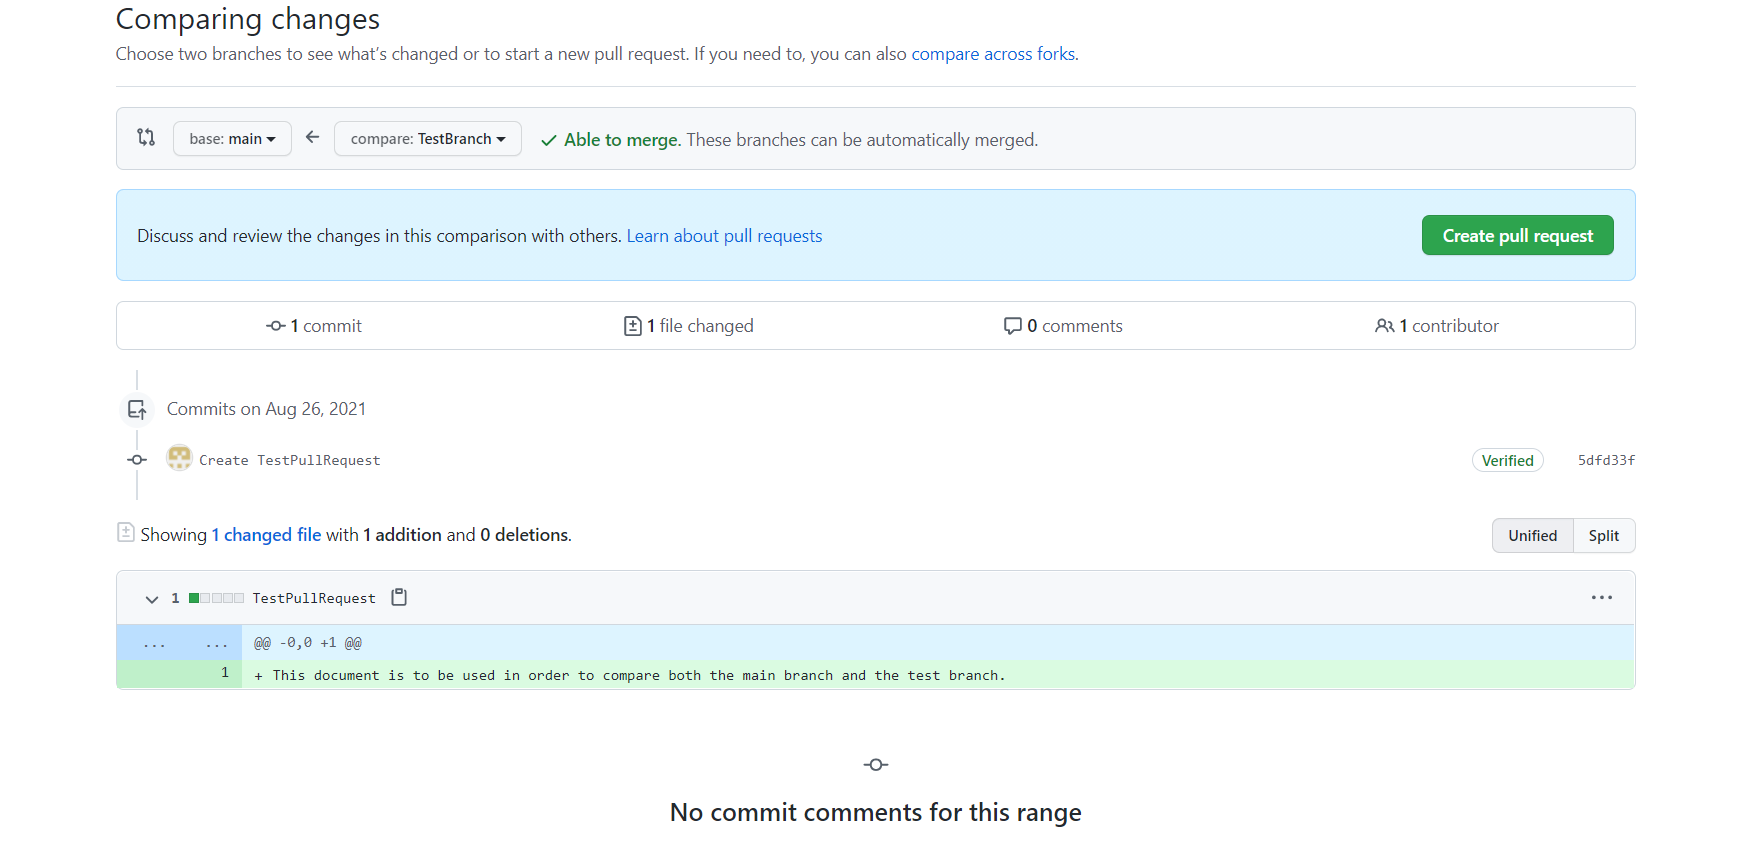 Comparing changes
Choose two branches to see what's changed or to start a new pull request. If you need to, you can also compare across forks.
base: main compare: TestBranch Able to merge. These branches can be automatically merged.
Discuss and review the changes in this comparison with others. Learn about pull requests Create pull request
1 commit 1 file changed 0 comments 1 contributor
Commits on Aug 26, 2021
Create TestPullRequest Verified 5dfd33f
Showing 1 changed file with 1 addition and 0 deletions. Unified Split
1 TestPullRequest ...
... ... @@ -0,0 +1 @@
1 + This document is to be used in order to compare both the main branch and the test branch.
No commit comments for this range